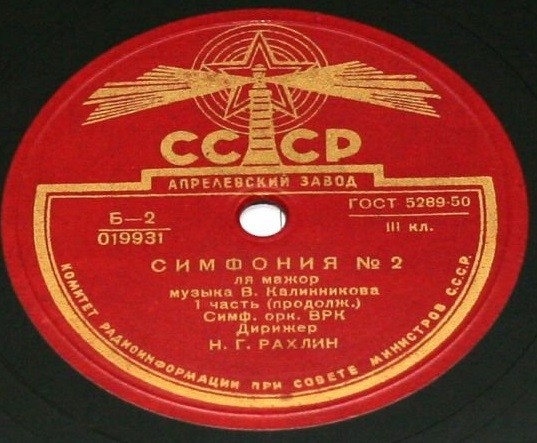 СССР
АПРЕЛЕВСКИЙ ЗАВОД
Б—2
019931
ГОСТ 5289-50
III кл.
СИМФОНИЯ № 2
ля мажор
музыка В. Калинникова
1 часть (продолж.)
Симф. орк. ВРК
Дирижер
Н. Г. РАХЛИН
КОМИТЕТ РАДИОИНФОРМАЦИИ ПРИ СОВЕТЕ МИНИСТРОВ С.С.С.Р.